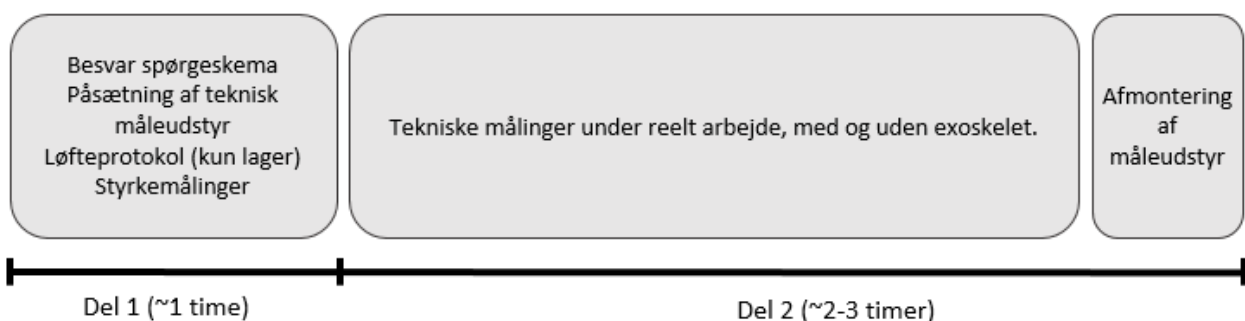 Besvar spørgeskema
Påsætning af teknisk
måleudstyr
Løfteprotokol (kun lager)
Styrkemålinger
Tekniske målinger under reelt arbejde, med og uden exoskelet.
Afmontering
af
måleudstyr
Del 1 (~1 time)
Del 2 (~2-3 timer)